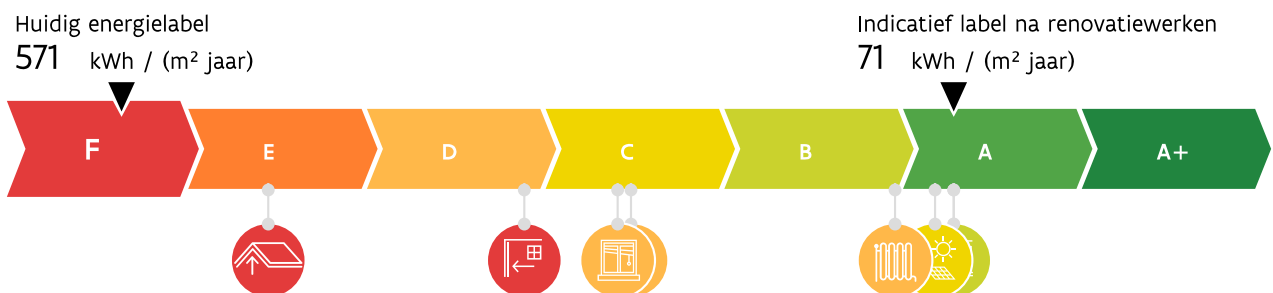 Huidig energielabel
571 kWh / (m² jaar)
Indicatief label na renovatiewerken
71 kWh / (m² jaar)
F E D C B A A+